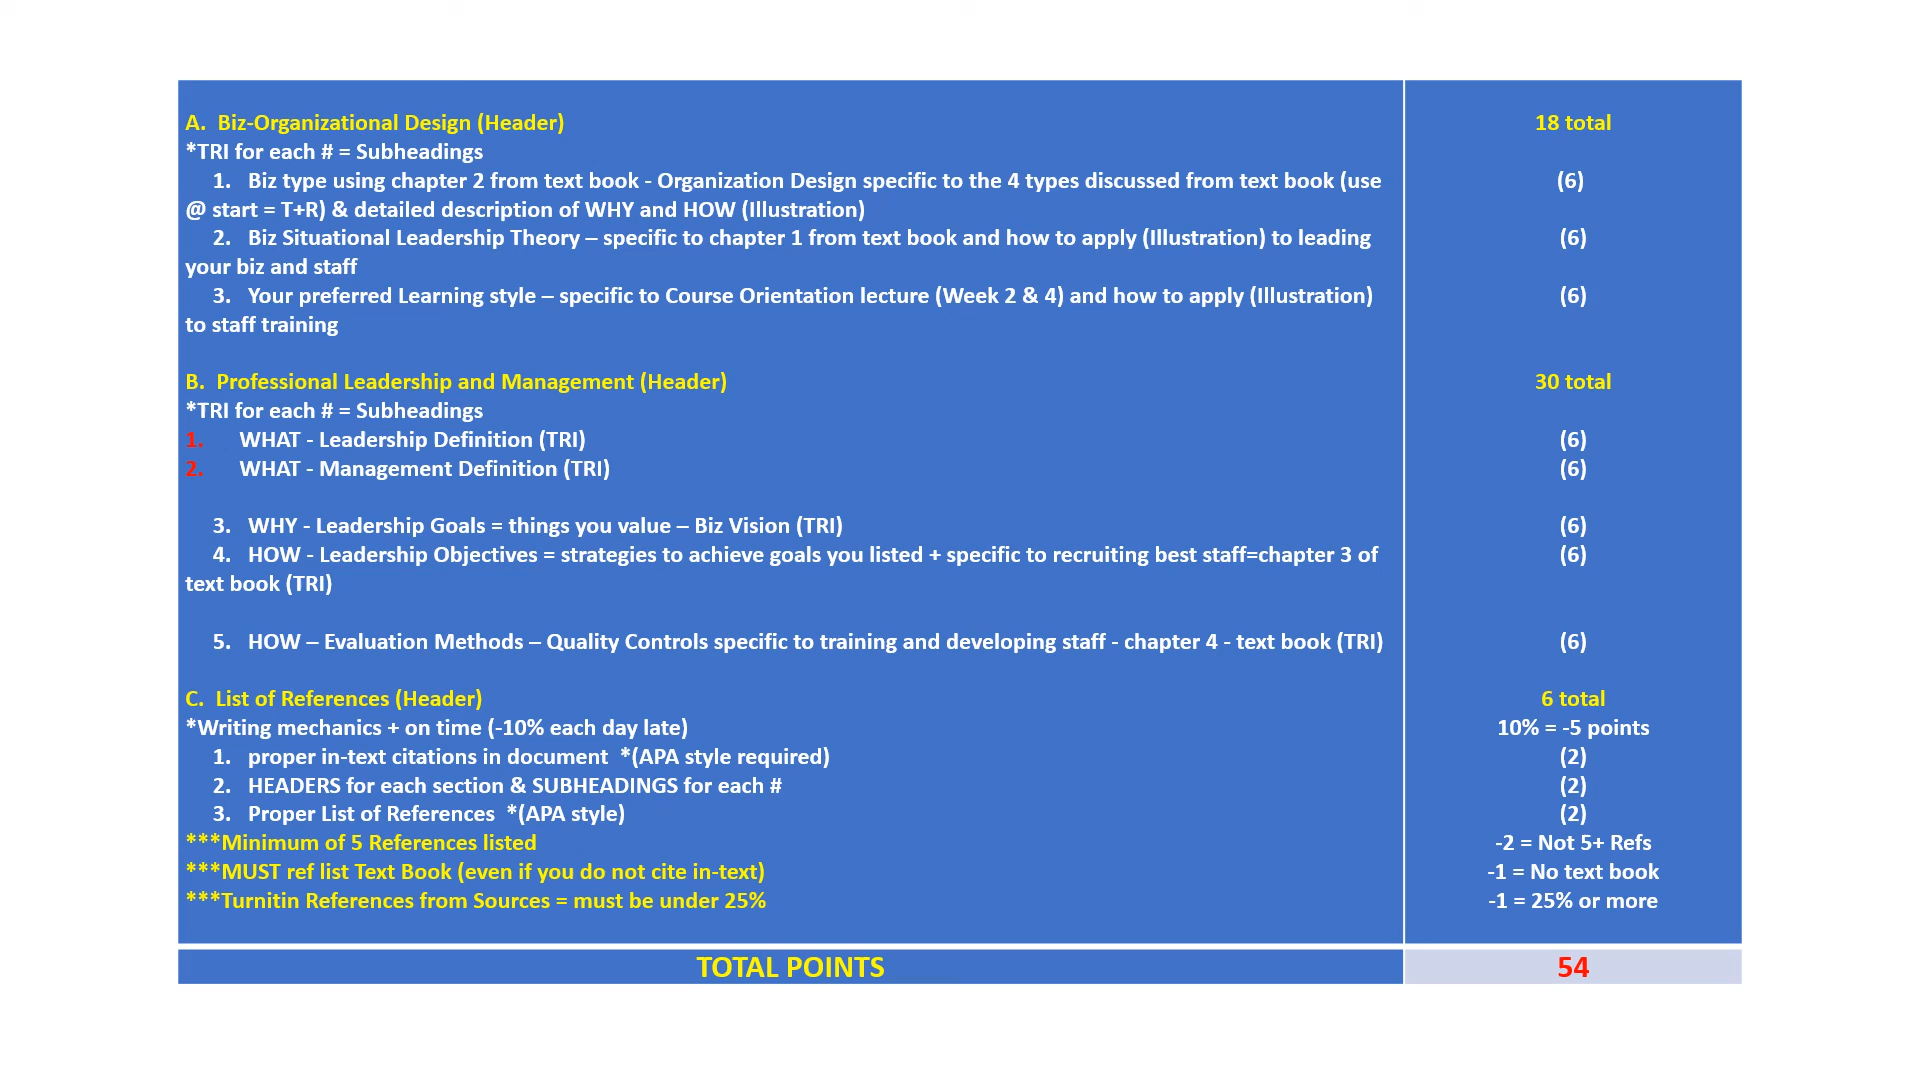 A. Biz-Organizational Design (Header) 18 total
*TRI for each # = Subheadings
1. Biz type using chapter 2 from text book - Organization Design specific to the 4 types discussed from text book (use (6)
@ start = T+R) & detailed description of WHY and HOW (Illustration)
2. Biz Situational Leadership Theory – specific to chapter 1 from text book and how to apply (Illustration) to leading (6)
your biz and staff
3. Your preferred Learning style – specific to Course Orientation lecture (Week 2 & 4) and how to apply (Illustration) (6)
to staff training
B. Professional Leadership and Management (Header) 30 total
*TRI for each # = Subheadings
1. WHAT - Leadership Definition (TRI) (6)
2. WHAT - Management Definition (TRI) (6)
3. WHY - Leadership Goals = things you value – Biz Vision (TRI) (6)
4. HOW - Leadership Objectives = strategies to achieve goals you listed + specific to recruiting best staff=chapter 3 of (6)
text book (TRI)
5. HOW – Evaluation Methods – Quality Controls specific to training and developing staff - chapter 4 - text book (TRI) (6)
C. List of References (Header) 6 total
*Writing mechanics + on time (-10% each day late) 10% = -5 points
1. proper in-text citations in document *(APA style required) (2)
2. HEADERS for each section & SUBHEADINGS for each # (2)
3. Proper List of References *(APA style) (2)
***Minimum of 5 References listed -2 = Not 5+ Refs
***MUST ref list Text Book (even if you do not cite in-text) -1 = No text book
***Turnitin References from Sources = must be under 25% -1 = 25% or more
TOTAL POINTS 54